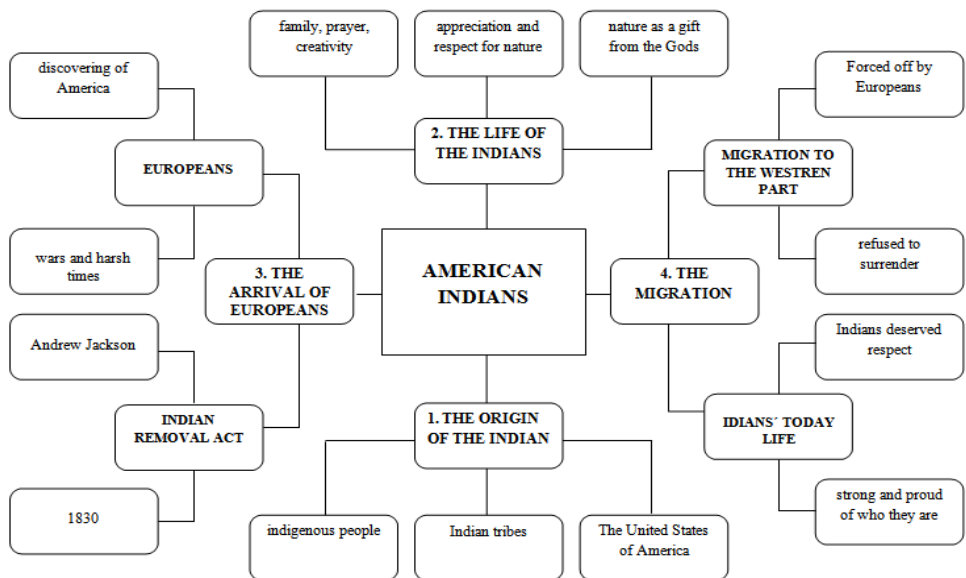 family, prayer,
creativity
appreciation and
respect for nature
nature as a gift
from the Gods
discovering of
America
Forced off by
Europeans
2. THE LIFE OF
THE INDIANS
EUROPEANS
MIGRATION TO
THE WESTREN
PART
wars and harsh
times
3. THE
ARRIVAL OF
EUROPEANS
AMERICAN
INDIANS
4. THE
MIGRATION
refused to
surrender
Andrew Jackson
Indians deserved
respect
INDIAN
REMOVAL ACT
1. THE ORIGIN
OF THE INDIAN
IDIANS´ TODAY
LIFE
1830
indigenous people
Indian tribes
The United States
of America
strong and proud
of who they are